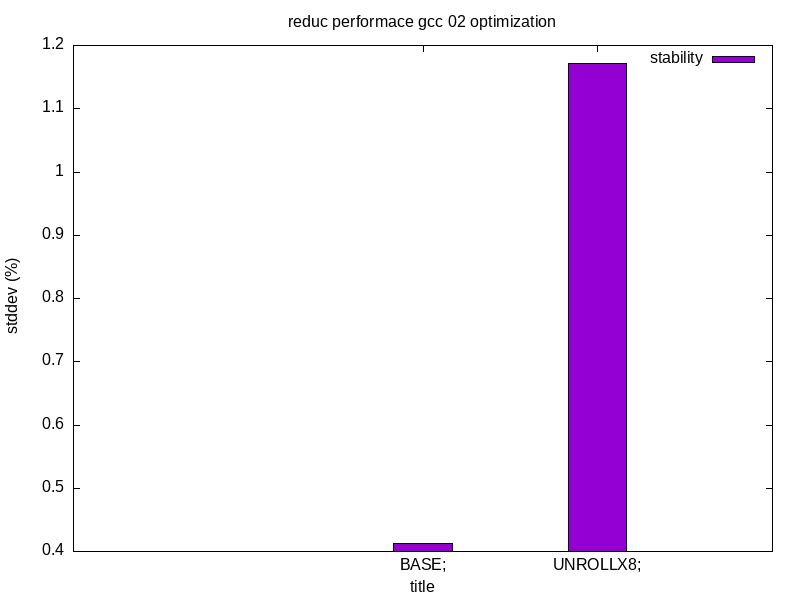 reduc performace gcc 02 optimization
stability
1.2
1.1
1
0.9
0.8
0.7
0.6
0.5
0.4
stddev (%)
BASE; UNROLLX8;
title